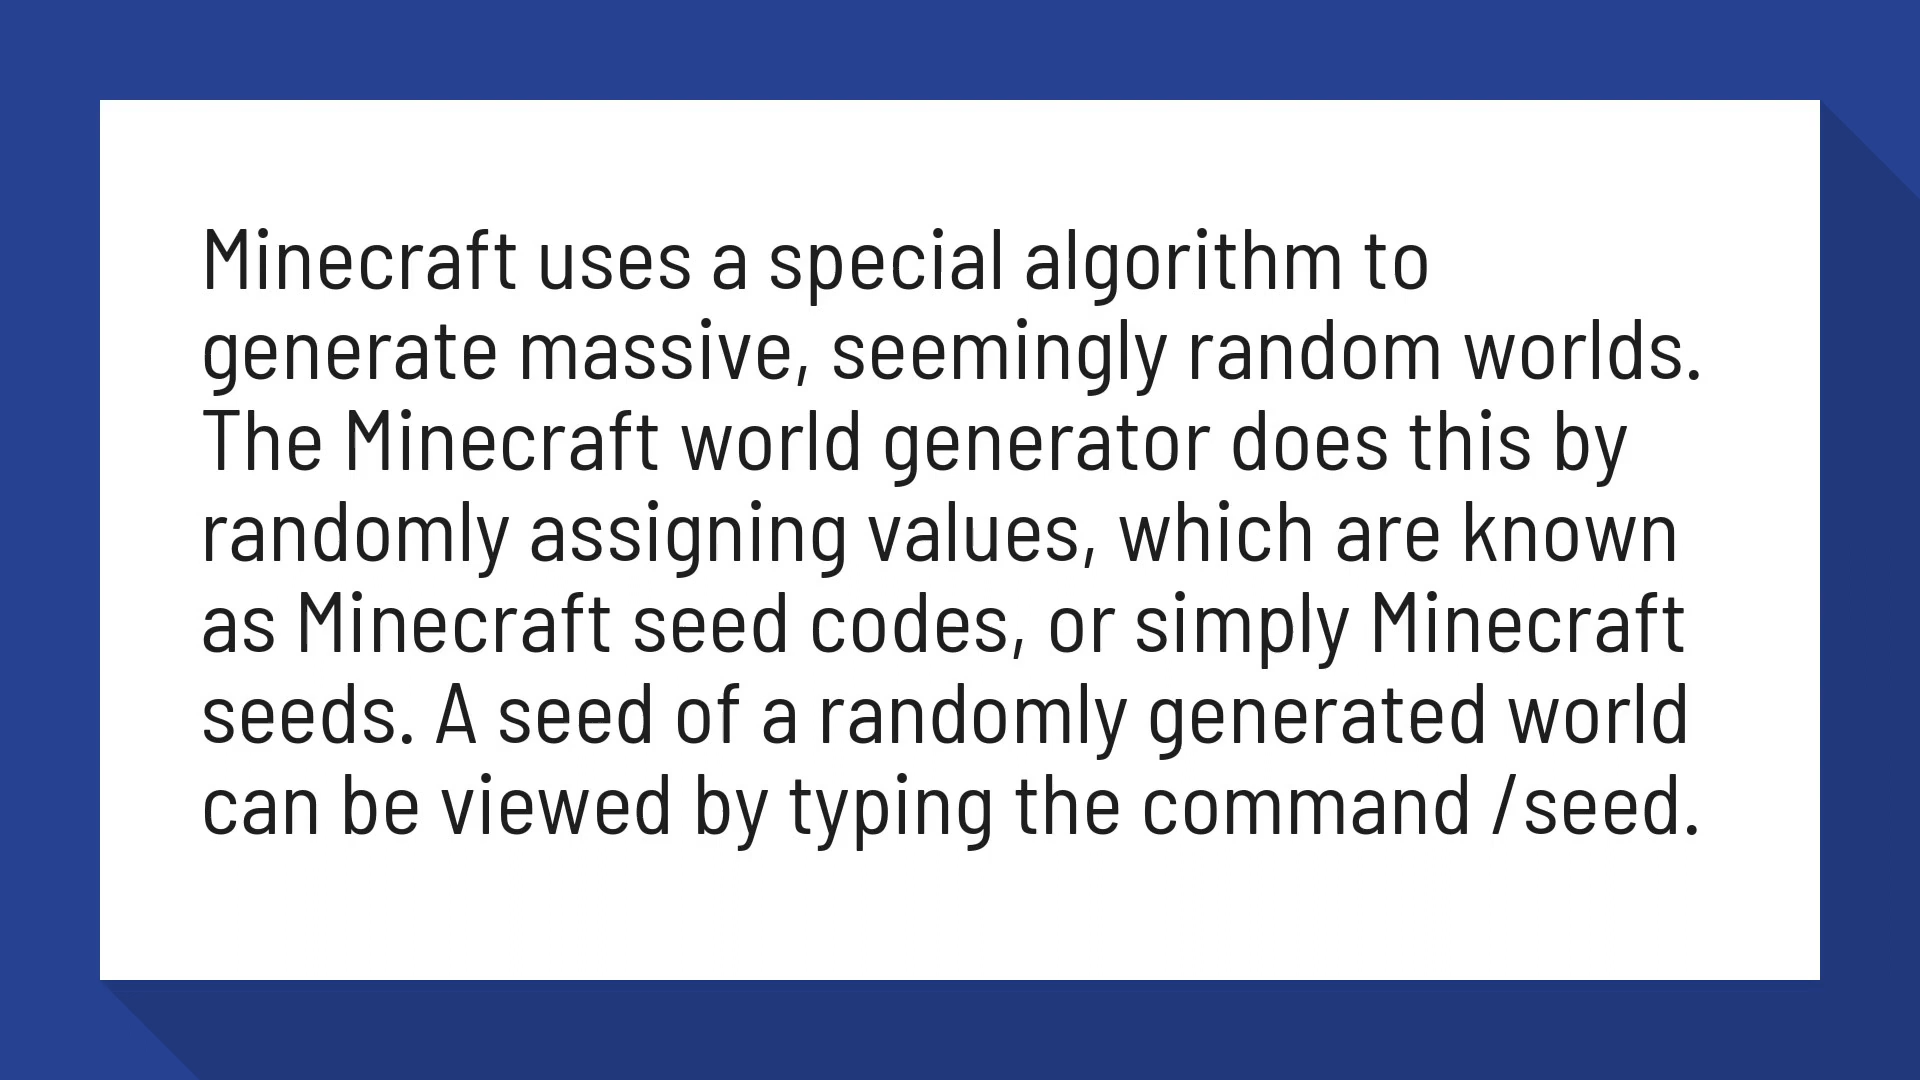 Minecraft uses a special algorithm to
generate massive, seemingly random worlds.
The Minecraft world generator does this by
randomly assigning values, which are known
as Minecraft seed codes, or simply Minecraft
seeds. A seed of a randomly generated world
can be viewed by typing the command /seed.